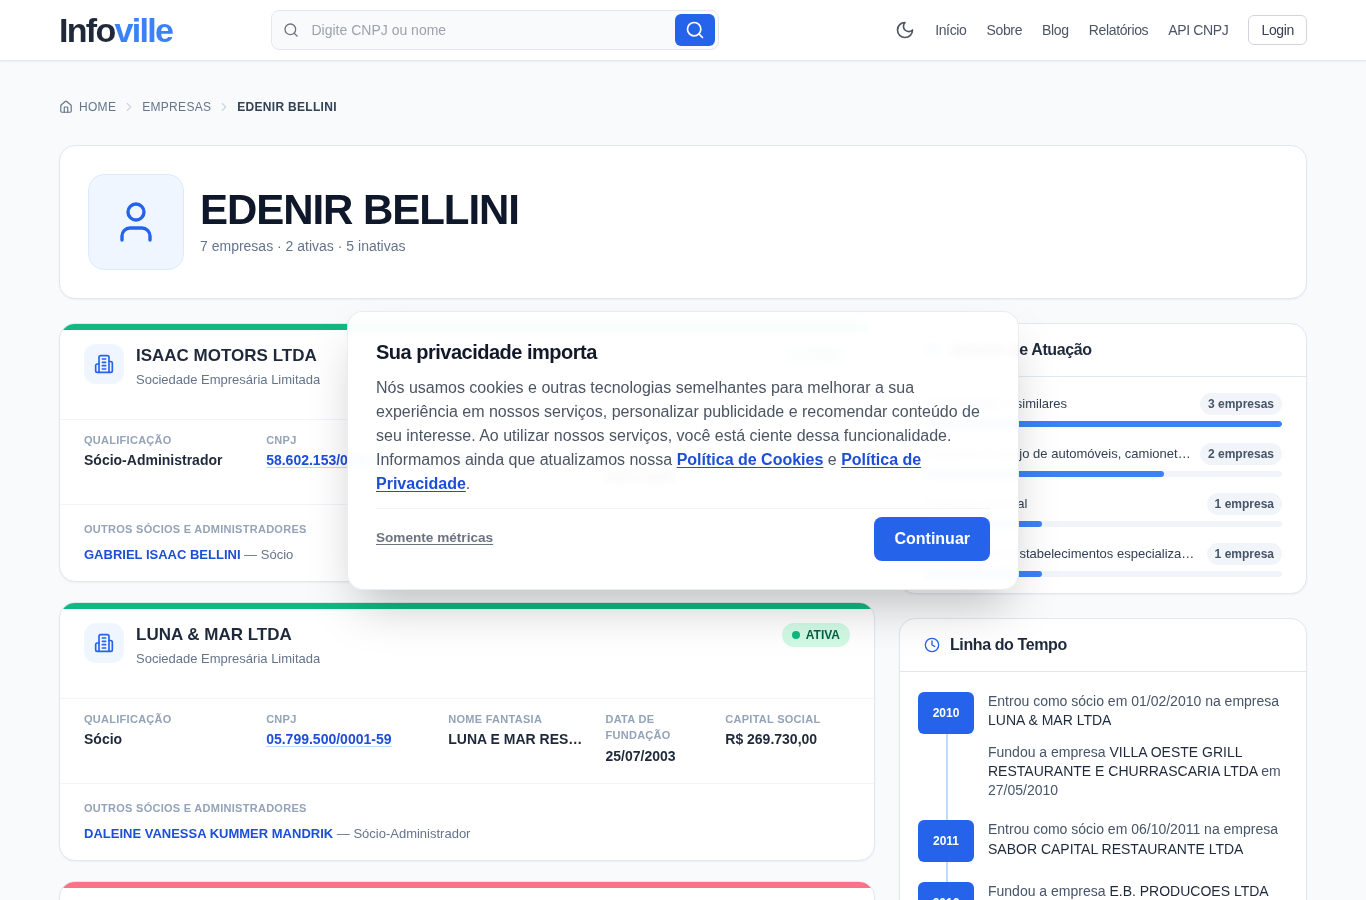 Infoville
Digite CNPJ ou nome
Início
Sobre
Blog
Relatórios
API CNPJ
Login
HOME
EMPRESAS
EDENIR BELLINI
EDENIR BELLINI
7 empresas · 2 ativas · 5 inativas
ISAAC MOTORS LTDA
Sociedade Empresária Limitada
QUALIFICAÇÃO
Sócio-Administrador
CNPJ
58.602.153/0
OUTROS SÓCIOS E ADMINISTRADORES
GABRIEL ISAAC BELLINI — Sócio
Sua privacidade importa
Nós usamos cookies e outras tecnologias semelhantes para melhorar a sua
experiência em nossos serviços, personalizar publicidade e recomendar conteúdo de
seu interesse. Ao utilizar nossos serviços, você está ciente dessa funcionalidade.
Informamos ainda que atualizamos nossa Política de Cookies e Política de
Privacidade.
Somente métricas
Continuar
e Atuação
similares
3 empresas
de automóveis, camionet…
2 empresas
1 empresa
especializa…
1 empresa
LUNA & MAR LTDA
Sociedade Empresária Limitada
ATIVA
QUALIFICAÇÃO
Sócio
CNPJ
05.799.500/0001-59
NOME FANTASIA
LUNA E MAR RES…
DATA DE
FUNDAÇÃO
25/07/2003
CAPITAL SOCIAL
R$ 269.730,00
OUTROS SÓCIOS E ADMINISTRADORES
DALEINE VANESSA KUMMER MANDRIK — Sócio-Administrador
Linha do Tempo
2010
Entrou como sócio em 01/02/2010 na empresa
LUNA & MAR LTDA
Fundou a empresa VILLA OESTE GRILL
RESTAURANTE E CHURRASCARIA LTDA em
27/05/2010
2011
Entrou como sócio em 06/10/2011 na empresa
SABOR CAPITAL RESTAURANTE LTDA
Fundou a empresa E.B. PRODUCOES LTDA